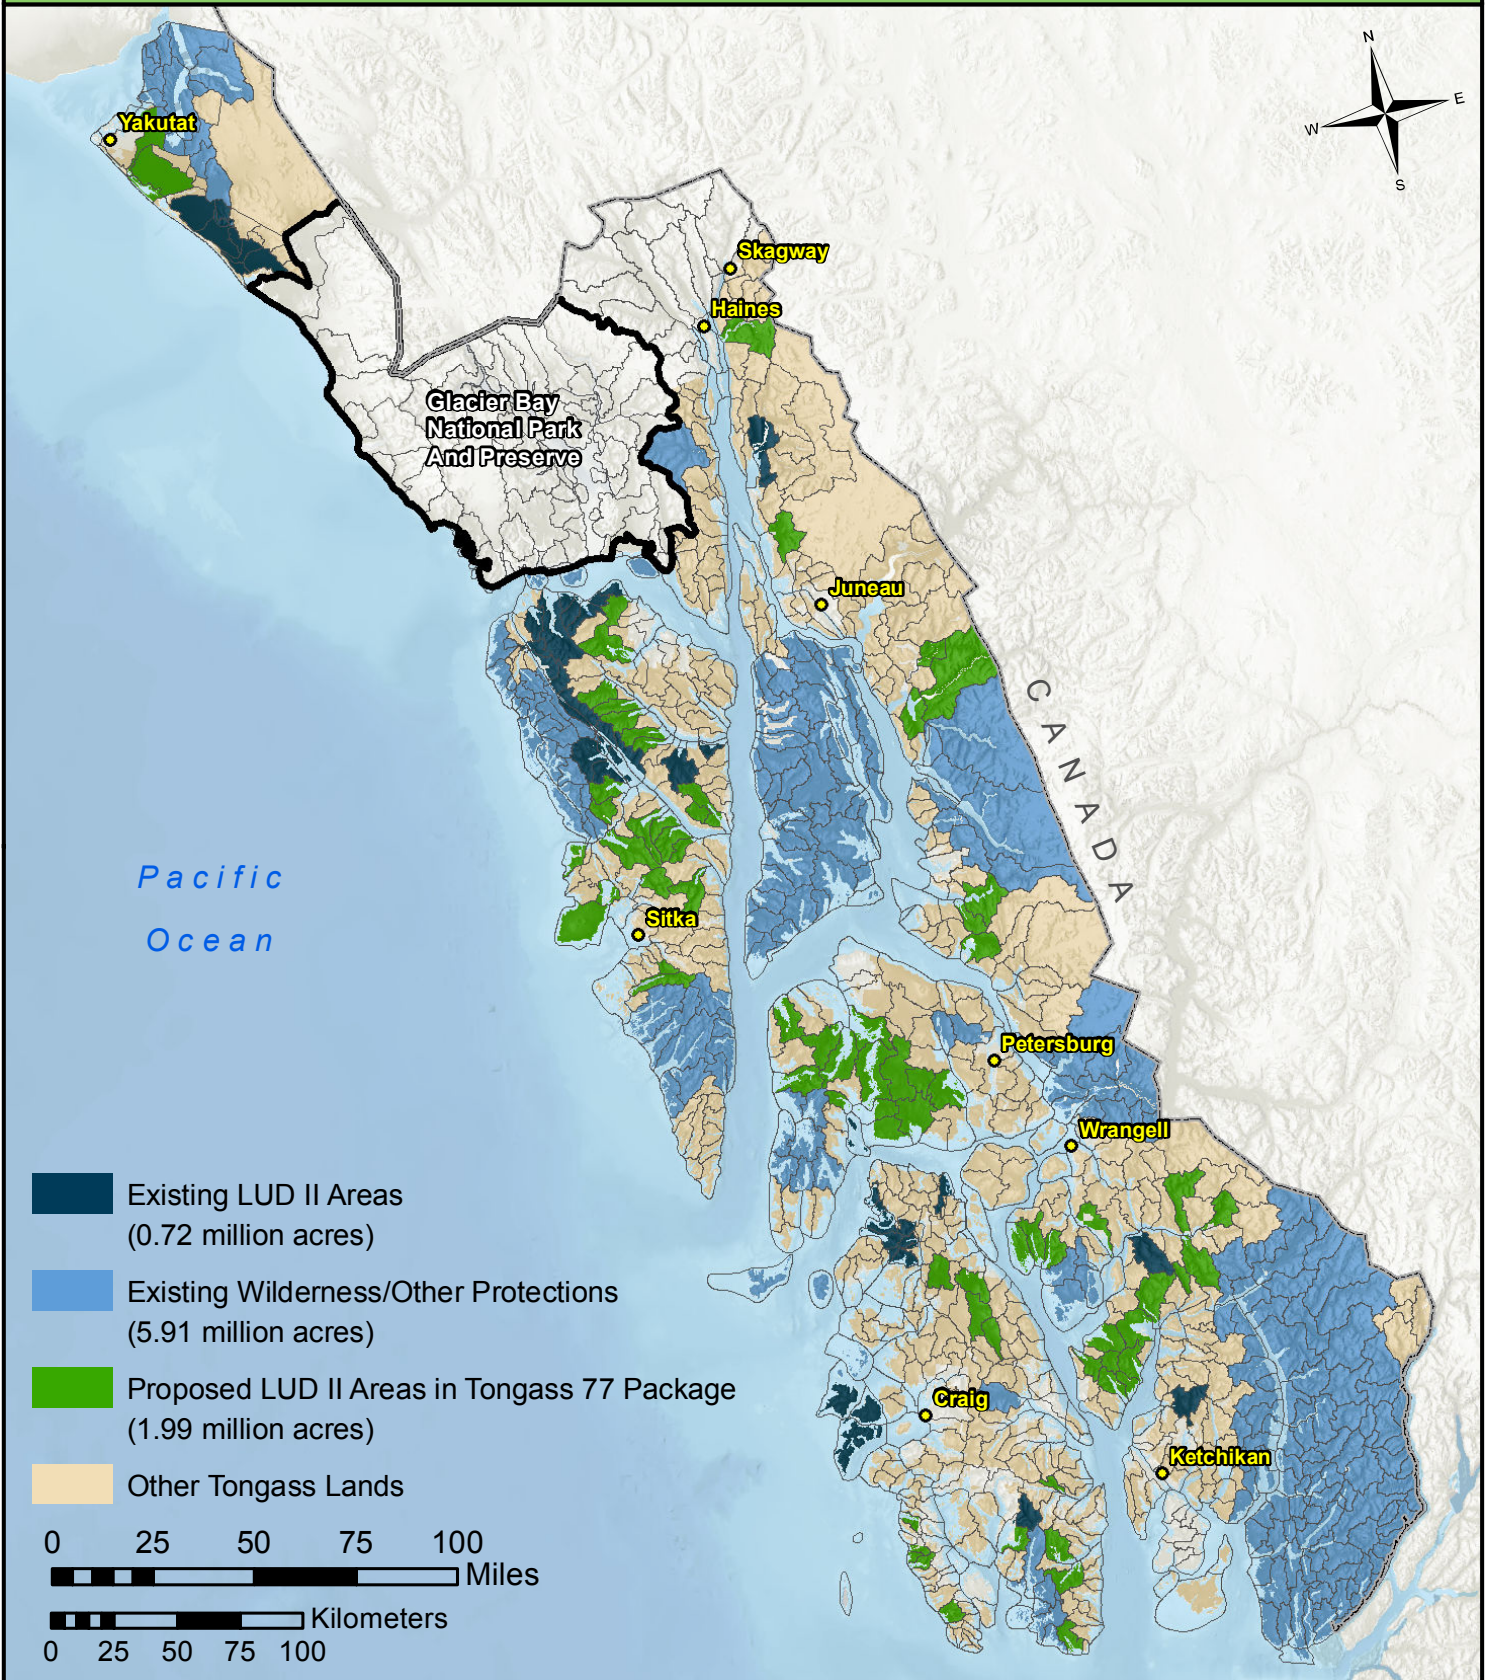 N
E
W
S
Yakutat
Skagway
Haines
Glacier Bay
National Park
And Preserve
Juneau
CANADA
Pacific
Ocean
Sitka
Petersburg
Wrangell
Craig
Ketchikan
Existing LUD II Areas
(0.72 million acres)
Existing Wilderness/Other Protections
(5.91 million acres)
Proposed LUD II Areas in Tongass 77 Package
(1.99 million acres)
Other Tongass Lands
0 25 50 75 100
Miles
Kilometers
0 25 50 75 100